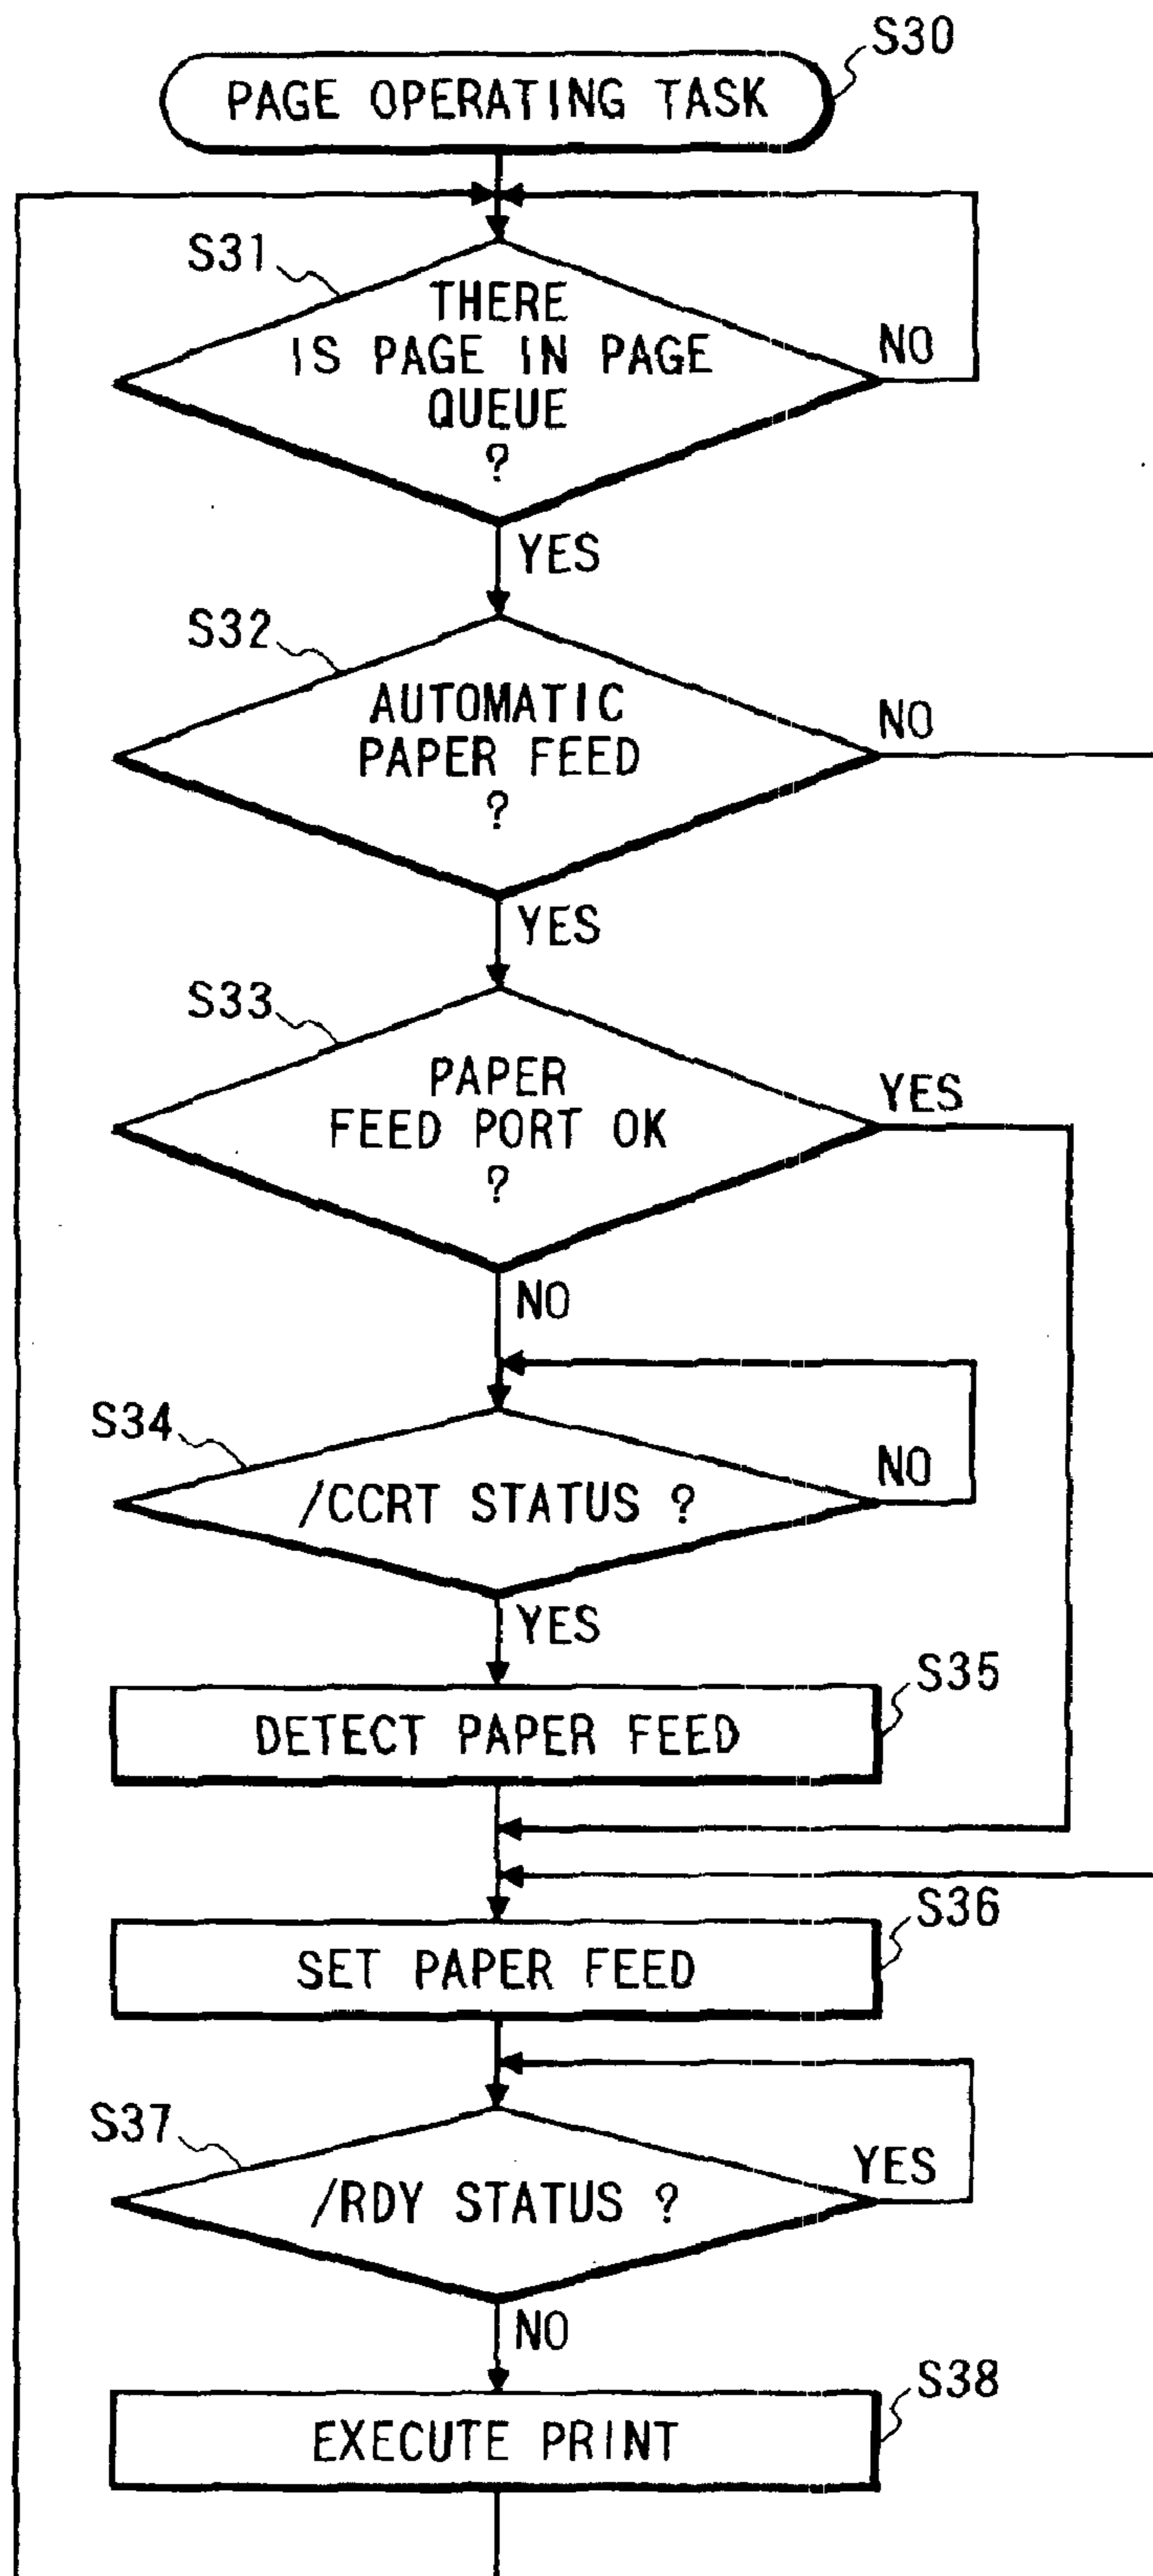 S30
PAGE OPERATING TASK
S31
THERE
IS PAGE IN PAGE
QUEUE
?
NO
YES
S32
AUTOMATIC
PAPER FEED
?
NO
YES
S33
PAPER
FEED PORT OK
?
YES
NO
S34
/CCRT STATUS ?
NO
YES
S35
DETECT PAPER FEED
S36
SET PAPER FEED
S37
/RDY STATUS ?
YES
NO
S38
EXECUTE PRINT